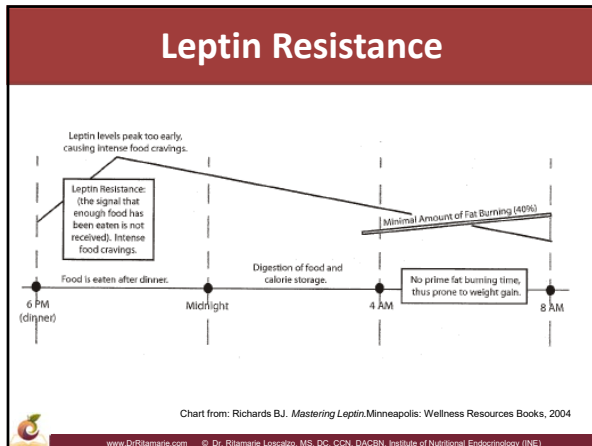 Leptin Resistance
Leptin levels peak too early,
causing intense food cravings.
Leptin Resistance:
(the signal that
enough food has
been eaten is not
received). Intense
food cravings.
Minimal Amount of Fat Burning (40%)
Food is eaten after dinner.
Digestion of food and
calorie storage.
No prime fat burning time,
thus prone to weight gain.
6 PM
(dinner)
Midnight
4 AM
8 AM
Chart from: Richards BJ. Mastering Leptin.Minneapolis: Wellness Resources Books, 2004
www.DrRitamarie.com © Dr. Ritamarie Loscalzo, MS, DC, CCN, DACBN, Institute of Nutritional Endocrinology (INE)